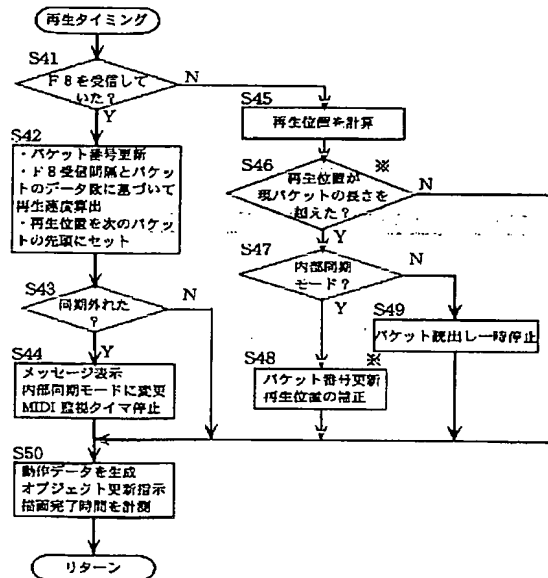 再生タイミング
S41
F8を受信して
いた?
N
Y
S42
・パケット番号更新
・F8受信間隔とパケッ
トのデータ数に基づいて
再生速度算出
・再生位置を次のパケッ
トの先頭にセット
S43
同期外れた
?
N
Y
S44
メッセージ表示
内部同期モードに変更
MIDI監視タイマ停止
S45
再生位置を計算
S46
※
再生位置が
現パケットの長さを
越えた?
N
Y
S47
内部同期
モード?
N
Y
S49
パケット読出し一時停止
S48
※
パケット番号更新
再生位置の補正
S50
動作データを生成
オブジェクト更新指示
描画完了時間を計測
リターン